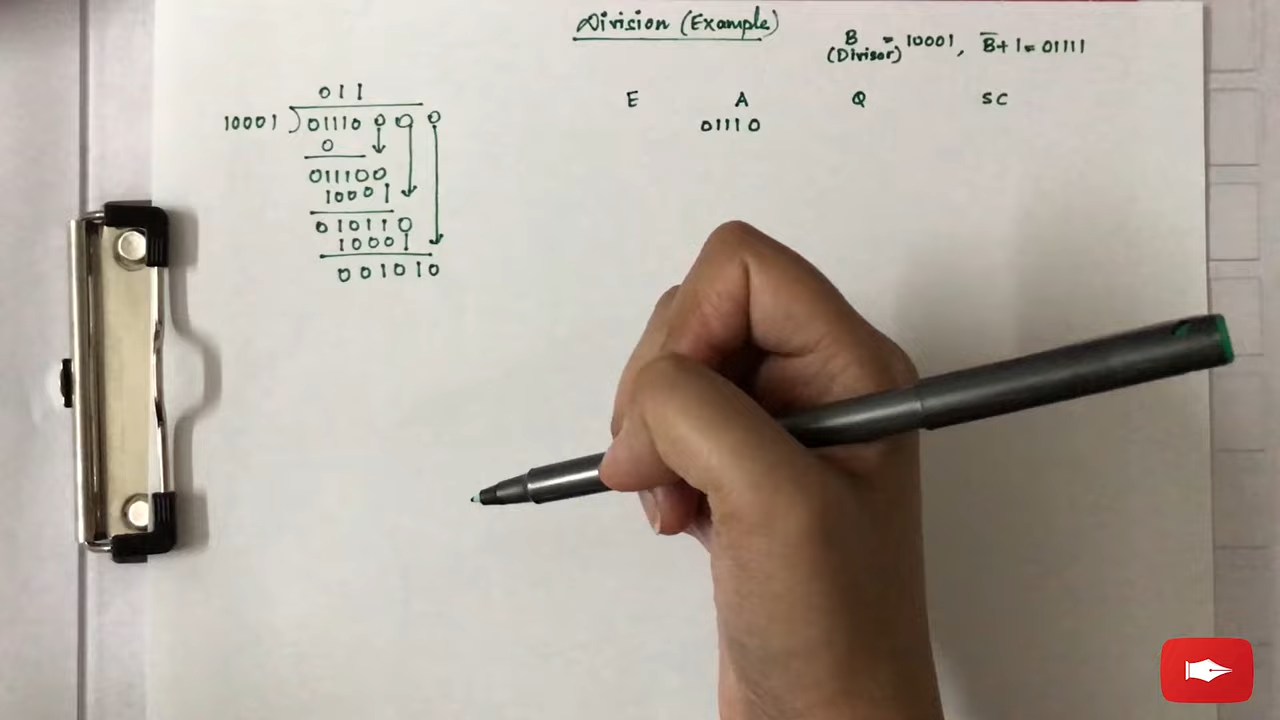 Division (Example)
B = 10001, B̅+1 = 01111
(Divisor)
E A Q SC
01110
011
10001 ) 01110 0 0 0
0
011100
10001
010110
10001
001010